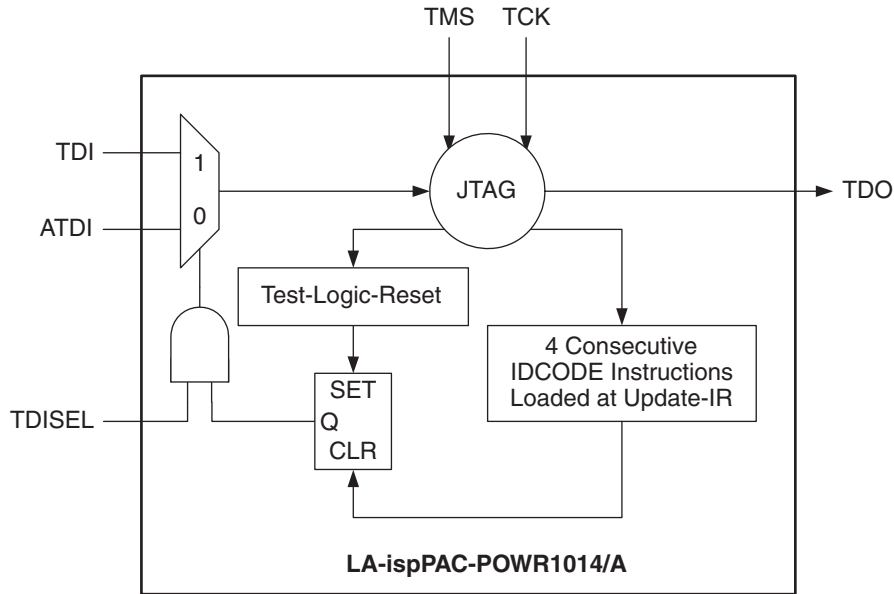 TMS
TCK
TDI
1
JTAG
TDO
0
ATDI
Test-Logic-Reset
4 Consecutive
IDCODE Instructions
Loaded at Update-IR
SET
TDISEL
Q
CLR
LA-ispPAC-POWR1014/A